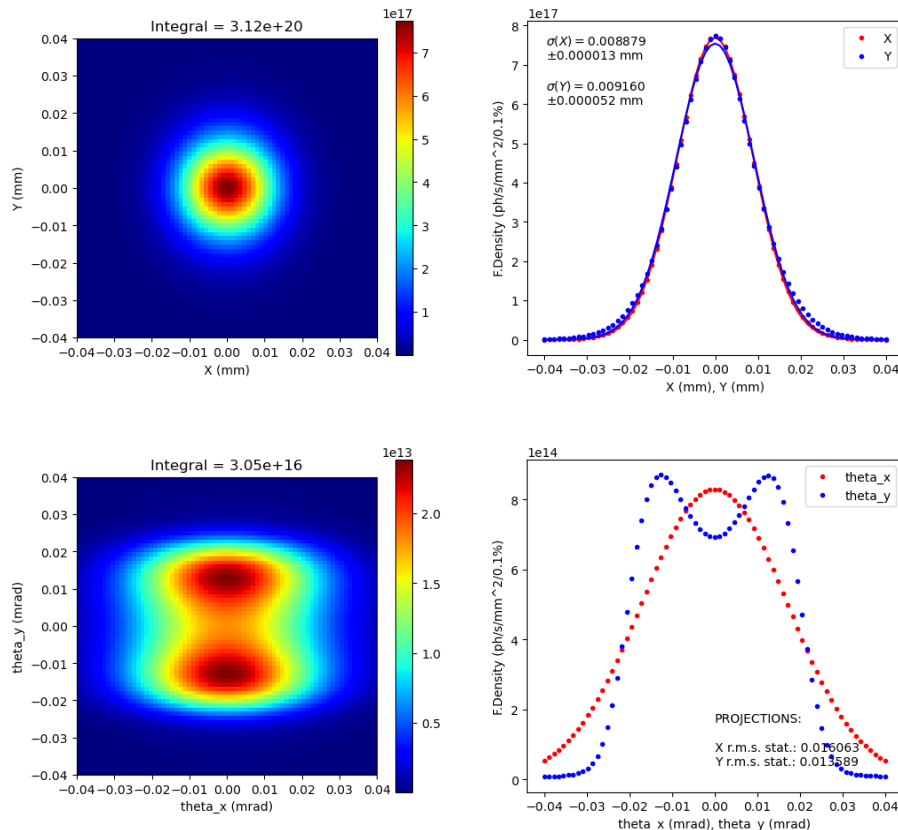 Integral = 3.12e+20
1e17
0.04
0.03
0.02
0.01
0.00
−0.01
−0.02
−0.03
−0.04
Y (mm)
−0.04 −0.03 −0.02 −0.01 0.00 0.01 0.02 0.03 0.04
X (mm)
7
6
5
4
3
2
1
1e17
σ(X) = 0.008879
±0.000013 mm
σ(Y) = 0.009160
±0.000052 mm
X
Y
8
7
6
5
4
3
2
1
0
F.Density (ph/s/mm^2/0.1%)
−0.04 −0.03 −0.02 −0.01 0.00 0.01 0.02 0.03 0.04
X (mm), Y (mm)
Integral = 3.05e+16
1e13
0.04
0.03
0.02
0.01
0.00
−0.01
−0.02
−0.03
−0.04
theta_y (mrad)
−0.04 −0.03 −0.02 −0.01 0.00 0.01 0.02 0.03 0.04
theta_x (mrad)
2.0
1.5
1.0
0.5
1e14
theta_x
theta_y
8
6
4
2
0
F.Density (ph/s/mm^2/0.1%)
PROJECTIONS:
X r.m.s. stat.: 0.016063
Y r.m.s. stat.: 0.013589
−0.04 −0.03 −0.02 −0.01 0.00 0.01 0.02 0.03 0.04
theta_x (mrad), theta_y (mrad)